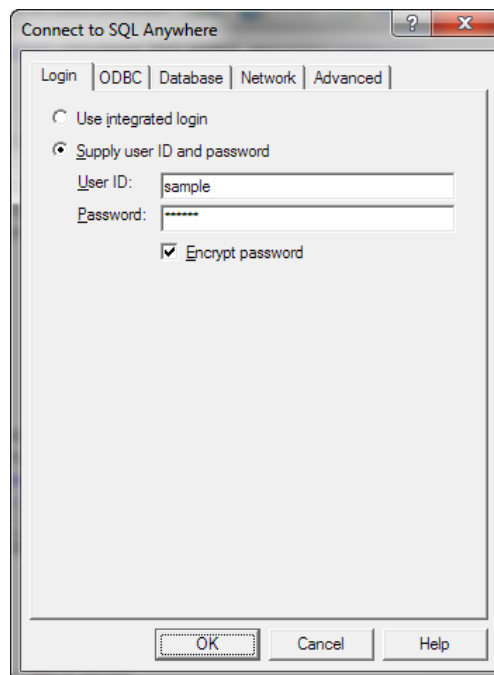 Connect to SQL Anywhere ? X
Login ODBC Database Network Advanced
Use integrated login
Supply user ID and password
User ID: sample
Password: ******
Encrypt password
OK Cancel Help